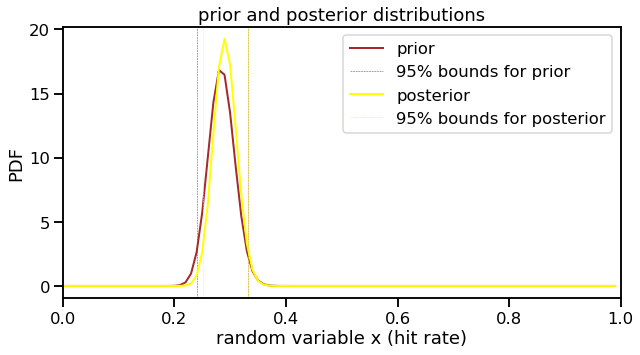 prior and posterior distributions
20
15
10
5
0
PDF
prior
95% bounds for prior
posterior
95% bounds for posterior
0.0 0.2 0.4 0.6 0.8 1.0
random variable x (hit rate)